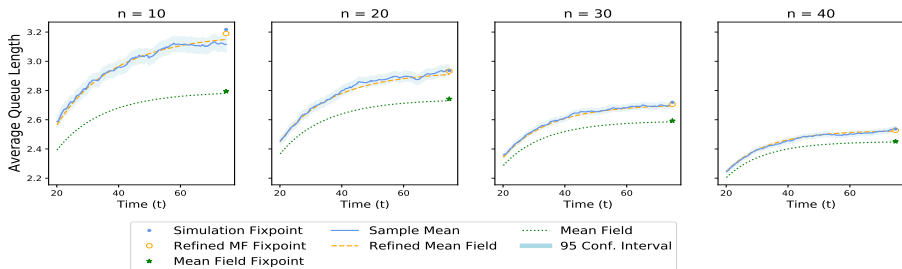 n = 10
n = 20
n = 30
n = 40
Average Queue Length
3.2
3.0
2.8
2.6
2.4
2.2
20 40 60
20 40 60
20 40 60
20 40 60
Time (t)
Time (t)
Time (t)
Time (t)
Simulation Fixpoint
Refined MF Fixpoint
Mean Field Fixpoint
Sample Mean
Refined Mean Field
Mean Field
95 Conf. Interval